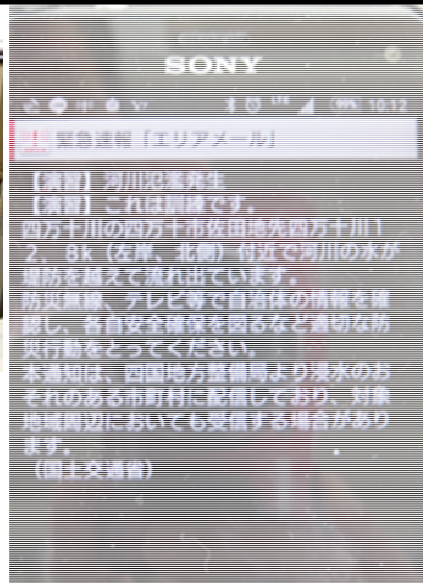 SONY
99% 10:12
緊急速報「エリアメール」
【演習】河川氾濫発生
【演習】これは訓練です。
四万十川の四万十市佐田地先四万十川1
2.8k(左岸、北側)付近で河川の水が
堤防を越えて流れ出ています。
防災無線、テレビ等で自治体の情報を確
認し、各自安全確保を図るなど適切な防
災行動をとってください。
本通知は、四国地方整備局より浸水のお
それのある市町村に配信しており、対象
地域周辺においても受信する場合があり
ます。
(国土交通省)